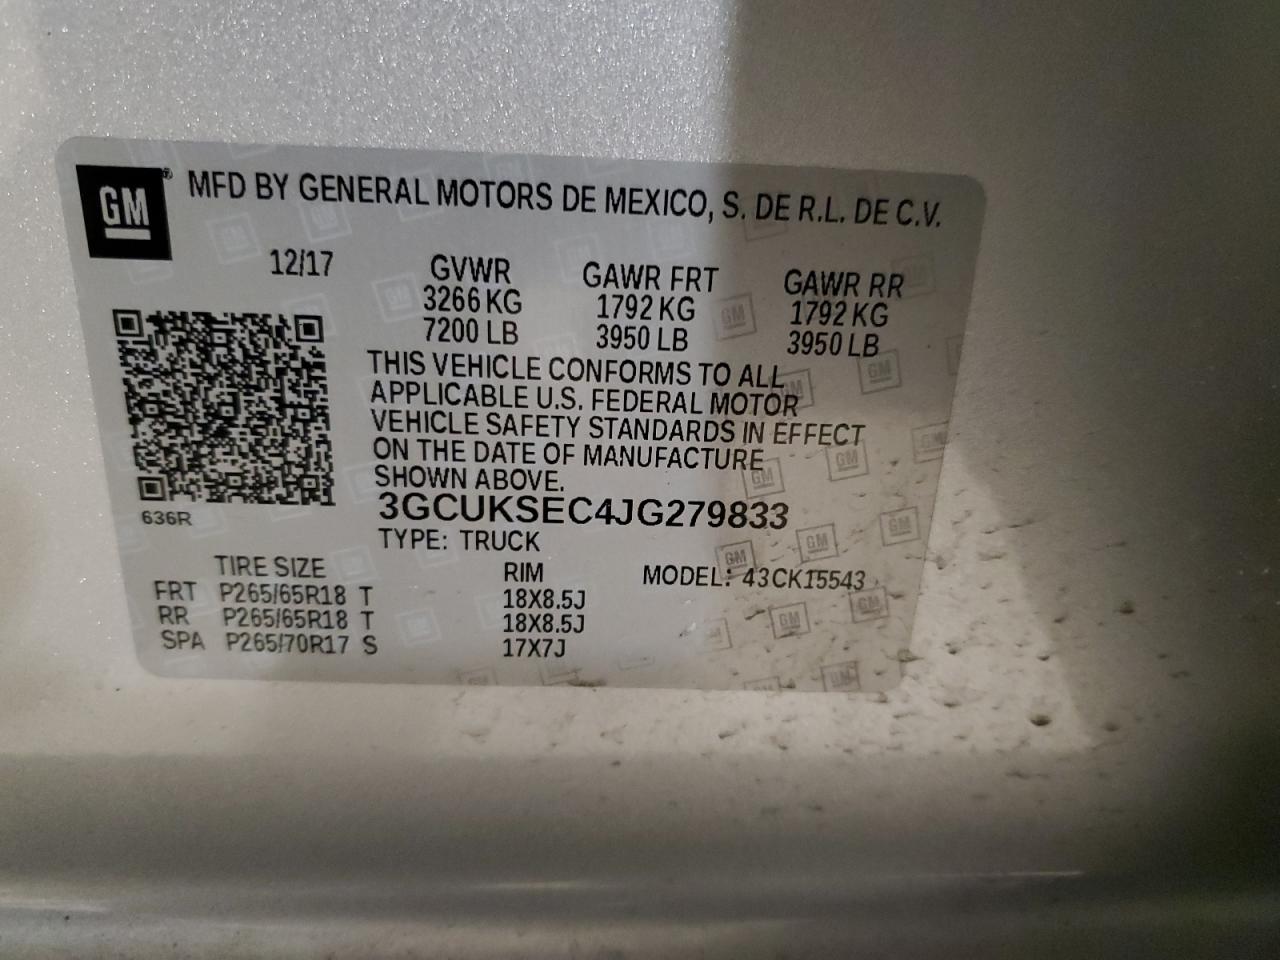 GM® MFD BY GENERAL MOTORS DE MEXICO, S. DE R.L. DE C.V.
12/17 GVWR GAWR FRT GAWR RR
3266 KG 1792 KG 1792 KG
7200 LB 3950 LB 3950 LB
THIS VEHICLE CONFORMS TO ALL
APPLICABLE U.S. FEDERAL MOTOR
VEHICLE SAFETY STANDARDS IN EFFECT
ON THE DATE OF MANUFACTURE
SHOWN ABOVE.
3GCUKSEC4JG279833
636R
TYPE: TRUCK
TIRE SIZE RIM MODEL: 43CK15543
FRT P265/65R18 T 18X8.5J
RR P265/65R18 T 18X8.5J
SPA P265/70R17 S 17X7J